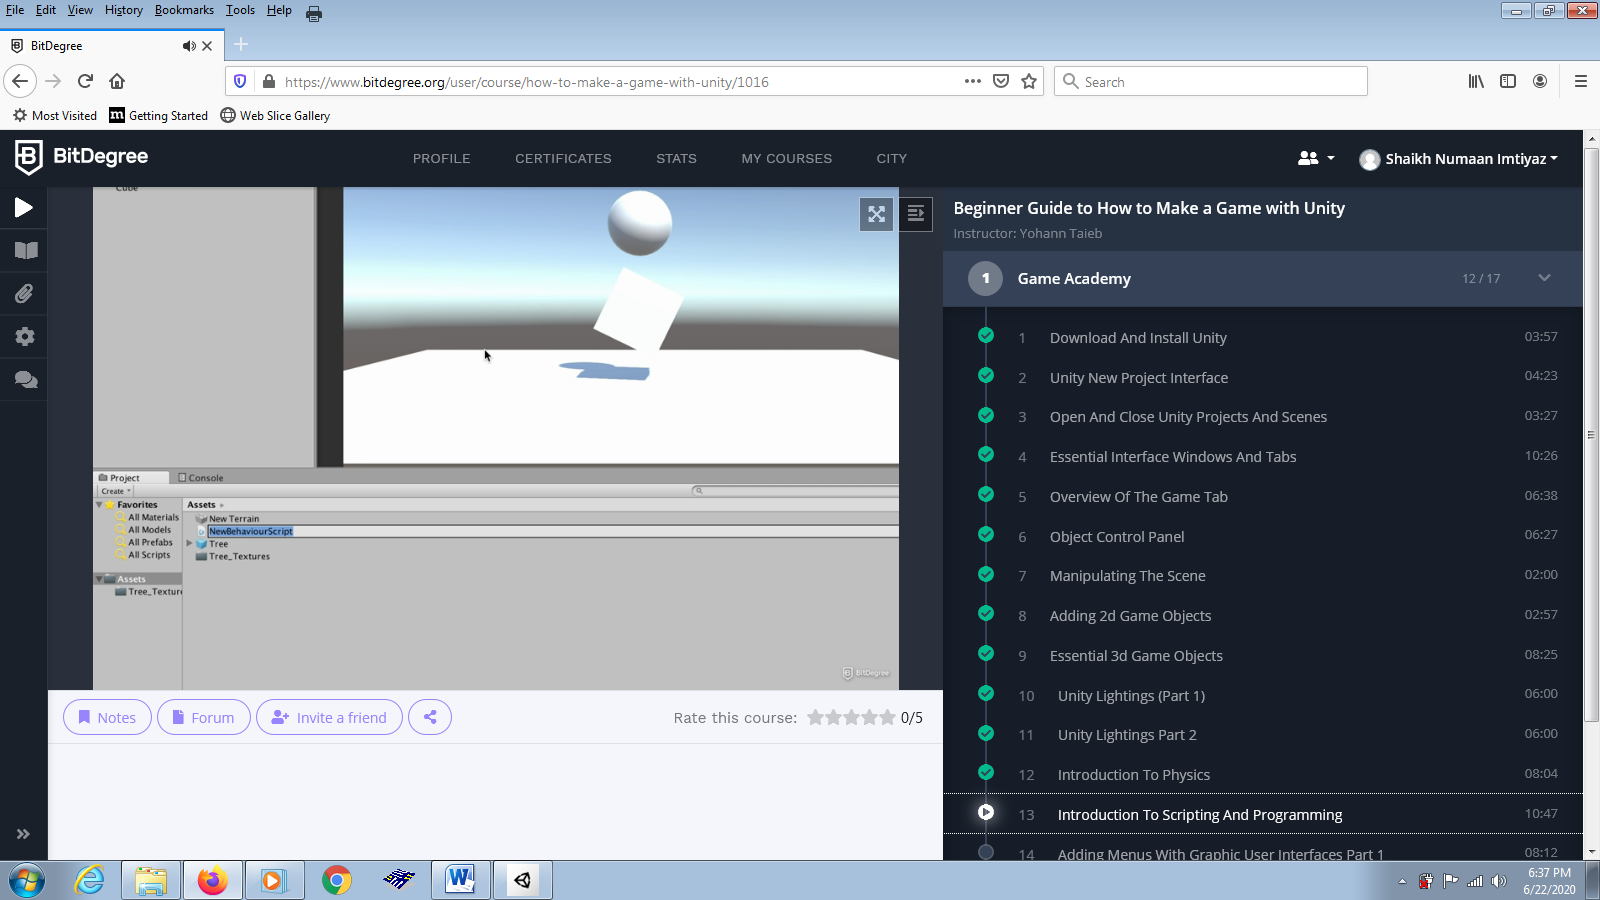 File Edit View History Bookmarks Tools Help
BitDegree
https://www.bitdegree.org/user/course/how-to-make-a-game-with-unity/1016
Search
Most Visited Getting Started Web Slice Gallery
BitDegree PROFILE CERTIFICATES STATS MY COURSES CITY Shaikh Numaan Imtiyaz
Cube
Project Console
Create
Favorites
All Materials
All Models
All Prefabs
All Scripts
Assets
Tree_Texture
Assets
New Terrain
NewBehaviourScript
Tree
Tree_Textures
BitDegree
Notes Forum Invite a friend Rate this course: 0/5
Beginner Guide to How to Make a Game with Unity
Instructor: Yohann Taieb
1 Game Academy 12 / 17
1 Download And Install Unity 03:57
2 Unity New Project Interface 04:23
3 Open And Close Unity Projects And Scenes 03:27
4 Essential Interface Windows And Tabs 10:26
5 Overview Of The Game Tab 06:38
6 Object Control Panel 06:27
7 Manipulating The Scene 02:00
8 Adding 2d Game Objects 02:57
9 Essential 3d Game Objects 08:25
10 Unity Lightings (Part 1) 06:00
11 Unity Lightings Part 2 06:00
12 Introduction To Physics 08:04
13 Introduction To Scripting And Programming 10:47
14 Adding Menus With Graphic User Interfaces Part 1 08:12
6:37 PM
6/22/2020